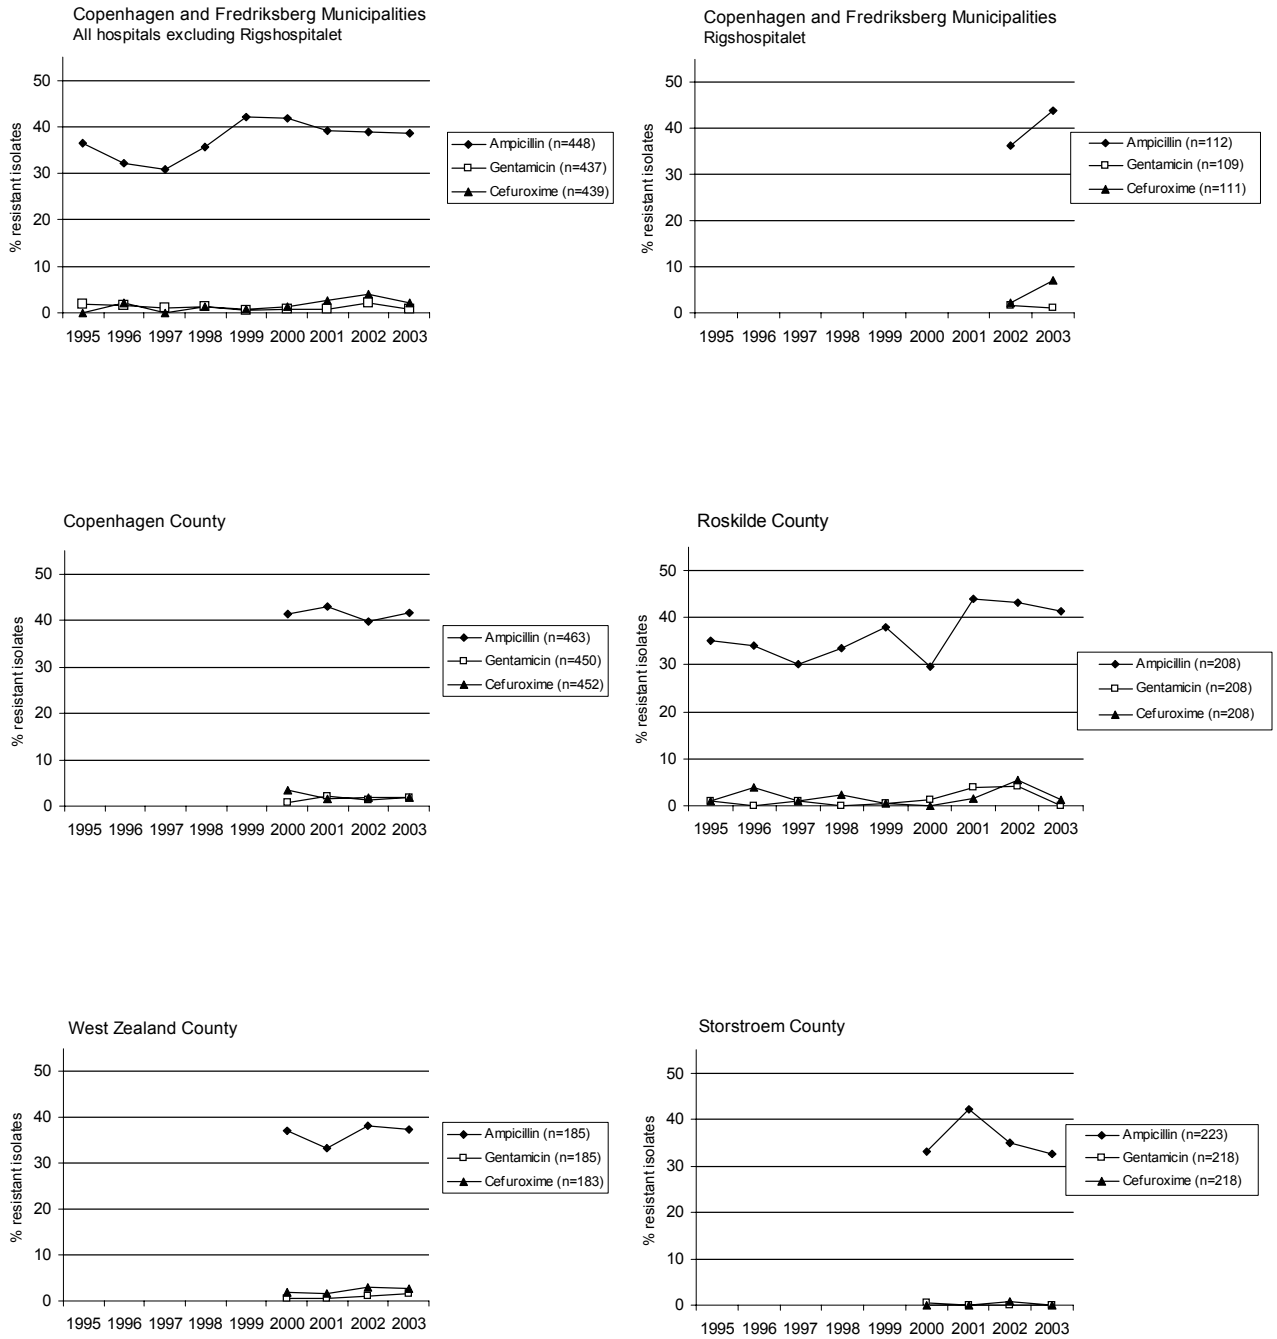 Copenhagen and Fredriksberg Municipalities
All hospitals excluding Rigshospitalet
% resistant isolates
50
40
30
20
10
0
1995 1996 1997 1998 1999 2000 2001 2002 2003
Ampicillin (n=448)
Gentamicin (n=437)
Cefuroxime (n=439)
Copenhagen and Fredriksberg Municipalities
Rigshospitalet
% resistant isolates
50
40
30
20
10
0
1995 1996 1997 1998 1999 2000 2001 2002 2003
Ampicillin (n=112)
Gentamicin (n=109)
Cefuroxime (n=111)
Copenhagen County
% resistant isolates
50
40
30
20
10
0
1995 1996 1997 1998 1999 2000 2001 2002 2003
Ampicillin (n=463)
Gentamicin (n=450)
Cefuroxime (n=452)
Roskilde County
% resistant isolates
50
40
30
20
10
0
1995 1996 1997 1998 1999 2000 2001 2002 2003
Ampicillin (n=208)
Gentamicin (n=208)
Cefuroxime (n=208)
West Zealand County
% resistant isolates
50
40
30
20
10
0
1995 1996 1997 1998 1999 2000 2001 2002 2003
Ampicillin (n=185)
Gentamicin (n=185)
Cefuroxime (n=183)
Storstroem County
% resistant isolates
50
40
30
20
10
0
1995 1996 1997 1998 1999 2000 2001 2002 2003
Ampicillin (n=223)
Gentamicin (n=218)
Cefuroxime (n=218)